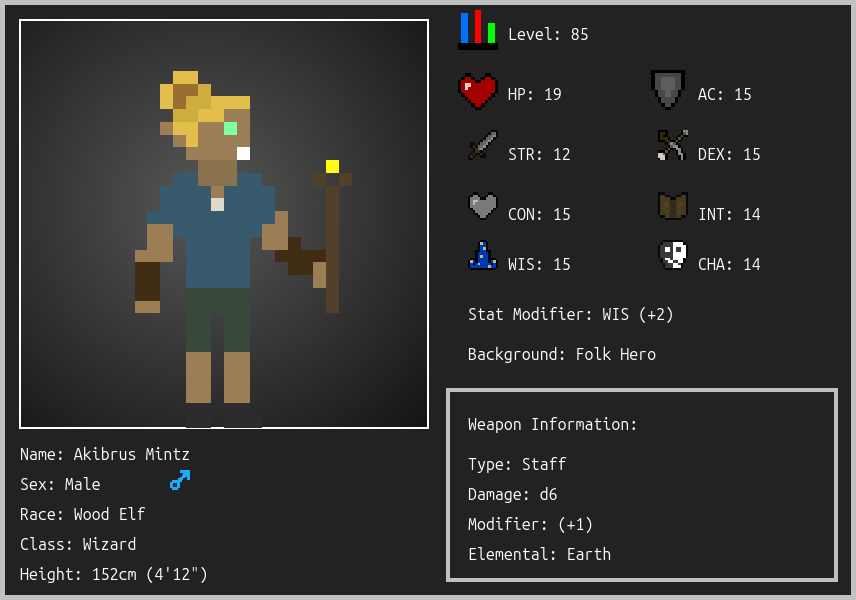 Level: 85
HP: 19
AC: 15
STR: 12
DEX: 15
CON: 15
INT: 14
WIS: 15
CHA: 14
Stat Modifier: WIS (+2)
Background: Folk Hero
Weapon Information:
Type: Staff
Damage: d6
Modifier: (+1)
Elemental: Earth
Name: Akibrus Mintz
Sex: Male
Race: Wood Elf
Class: Wizard
Height: 152cm (4'12")